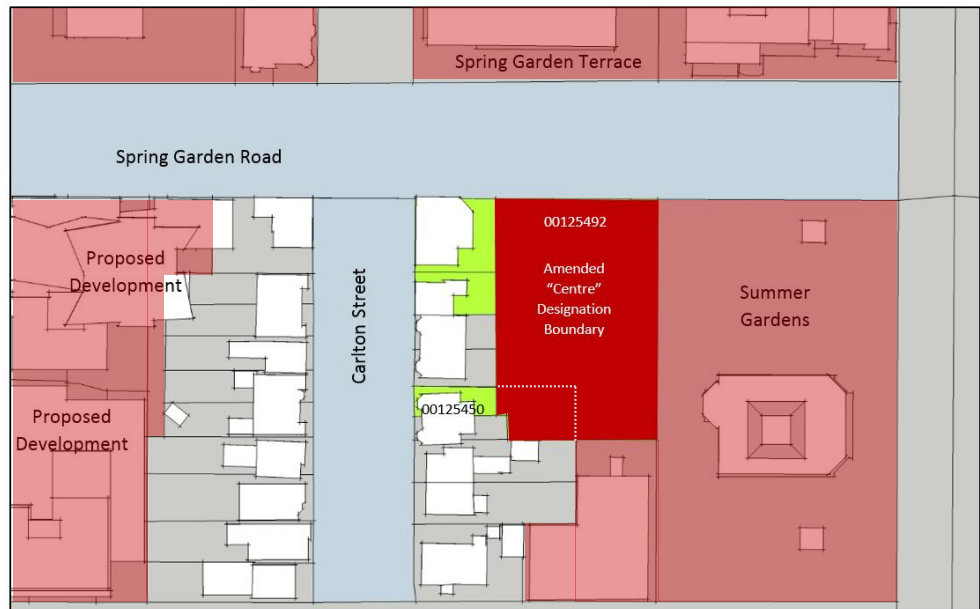 Spring Garden Terrace
Spring Garden Road
00125492
Amended
“Centre”
Designation
Boundary
Proposed
Development
Summer
Gardens
Carlton Street
00125450
Proposed
Development